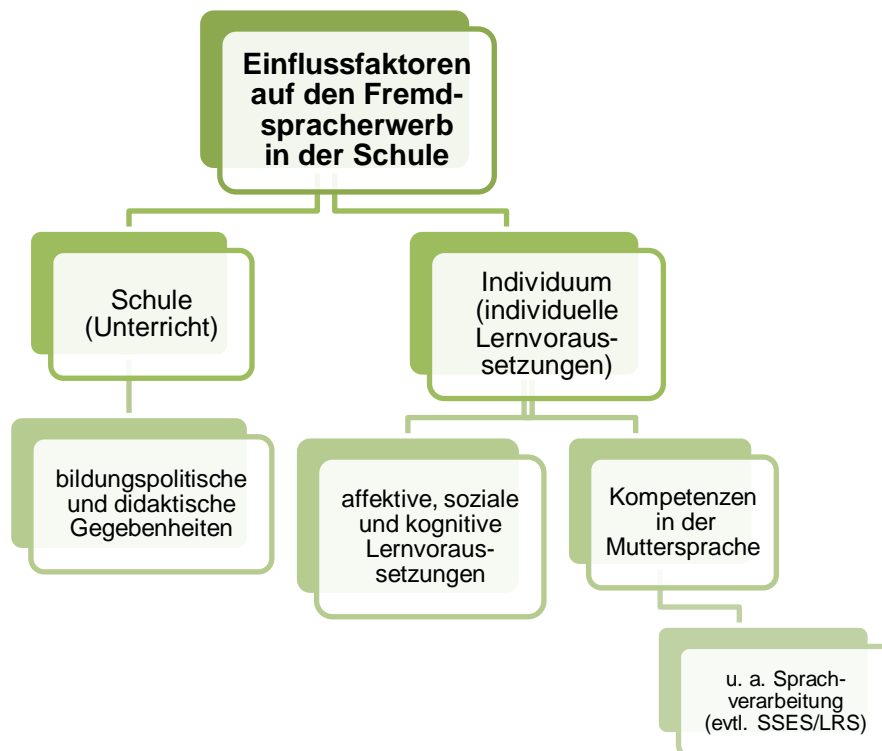 Einflussfaktoren
auf den Fremd-
spracherwerb
in der Schule
Schule
(Unterricht)
Individuum
(individuelle
Lernvoraus-
setzungen)
bildungspolitische
und didaktische
Gegebenheiten
affektive, soziale
und kognitive
Lernvoraus-
setzungen
Kompetenzen
in der
Muttersprache
u. a. Sprach-
verarbeitung
(evtl. SSES/LRS)